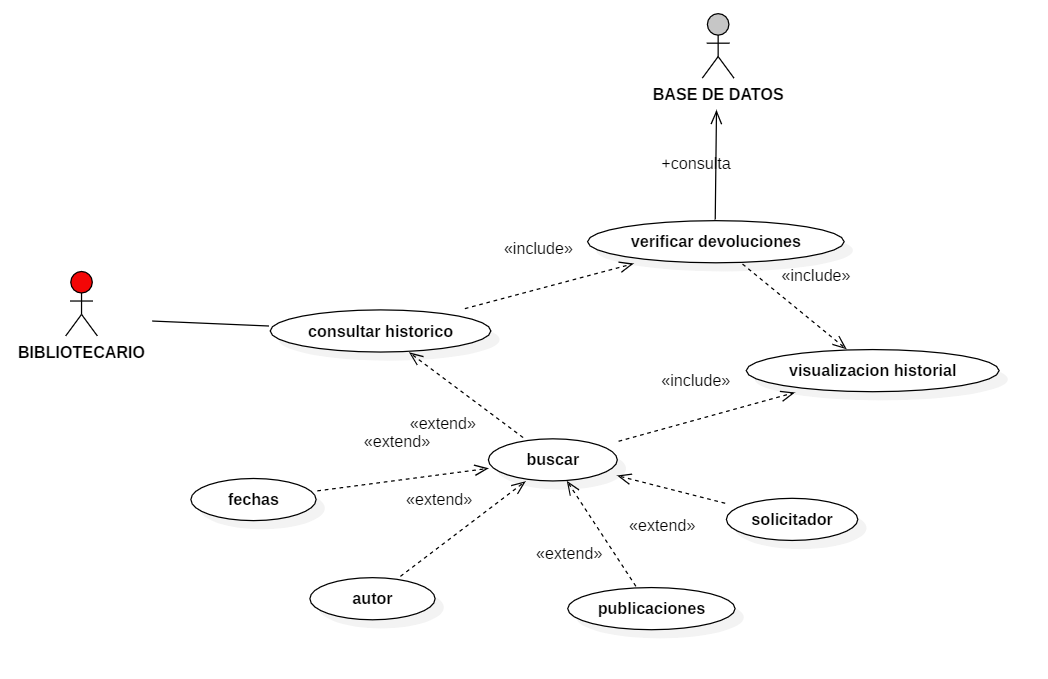 BASE DE DATOS
+consulta
verificar devoluciones
«include»
«include»
BIBLIOTECARIO
consultar historico
visualizacion historial
«include»
«extend»
«extend»
buscar
fechas
«extend»
solicitador
«extend»
«extend»
autor
publicaciones